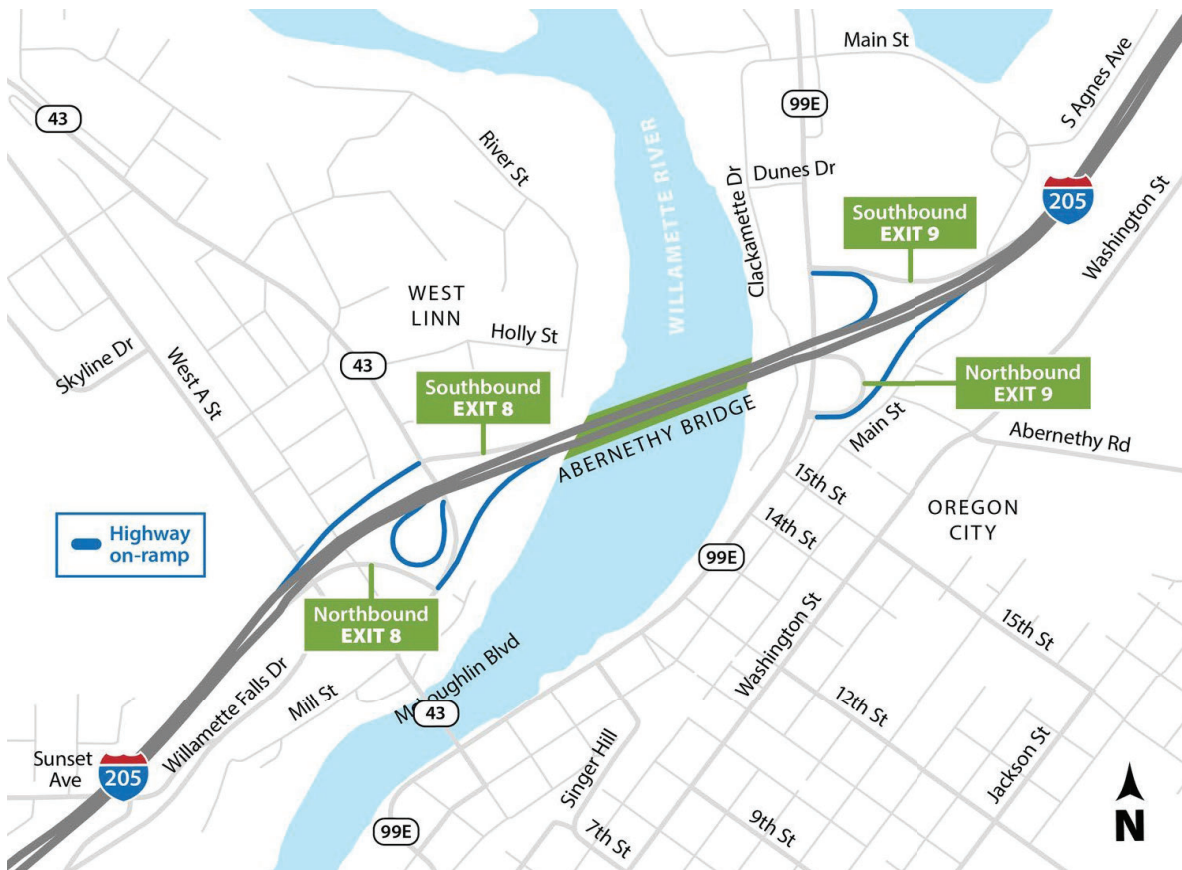 Main St
S Agnes Ave
99E
43
River St
WILLAMETTE RIVER
Clackamette Dr
Dunes Dr
205
Washington St
Southbound
EXIT 9
WEST
LINN
Holly St
Skyline Dr
West A St
43
Southbound
EXIT 8
Northbound
EXIT 9
ABERNETHY BRIDGE
Main St
Abernethy Rd
15th St
OREGON
CITY
14th St
Highway
on-ramp
99E
Northbound
EXIT 8
15th St
Washington St
McLoughlin Blvd
Willamette Falls Dr
Mill St
43
12th St
Sunset
Ave
205
Singer Hill
Jackson St
99E
7th St
9th St
N